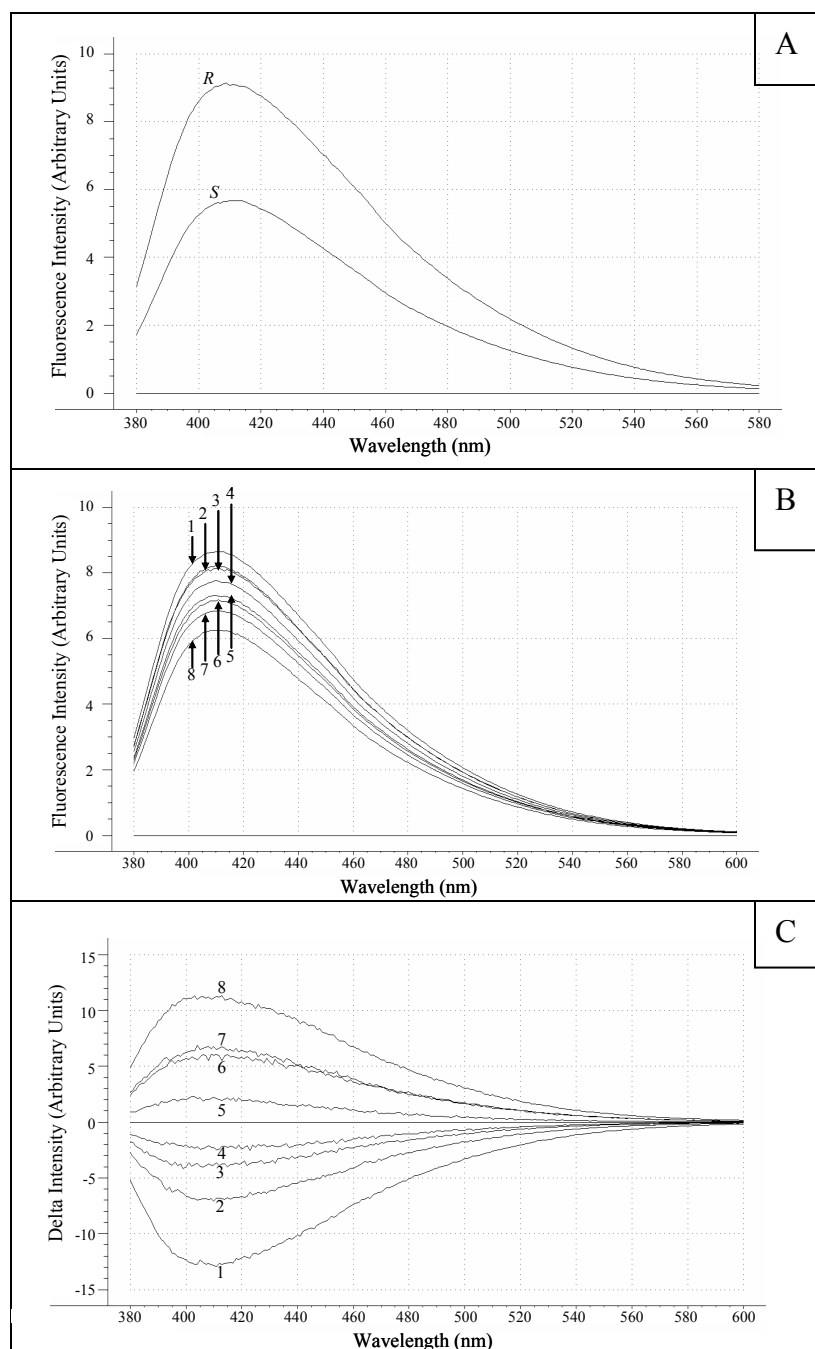 A
Fluorescence Intensity (Arbitrary Units)
10
8
6
4
2
0
R
S
380 400 420 440 460 480 500 520 540 560 580
Wavelength (nm)
B
Fluorescence Intensity (Arbitrary Units)
10
8
6
4
2
0
1 2 3 4
8 7 6 5
380 400 420 440 460 480 500 520 540 560 580 600
Wavelength (nm)
C
Delta Intensity (Arbitrary Units)
15
10
5
0
-5
-10
-15
8
7
6
5
4
3
2
1
380 400 420 440 460 480 500 520 540 560 580 600
Wavelength (nm)